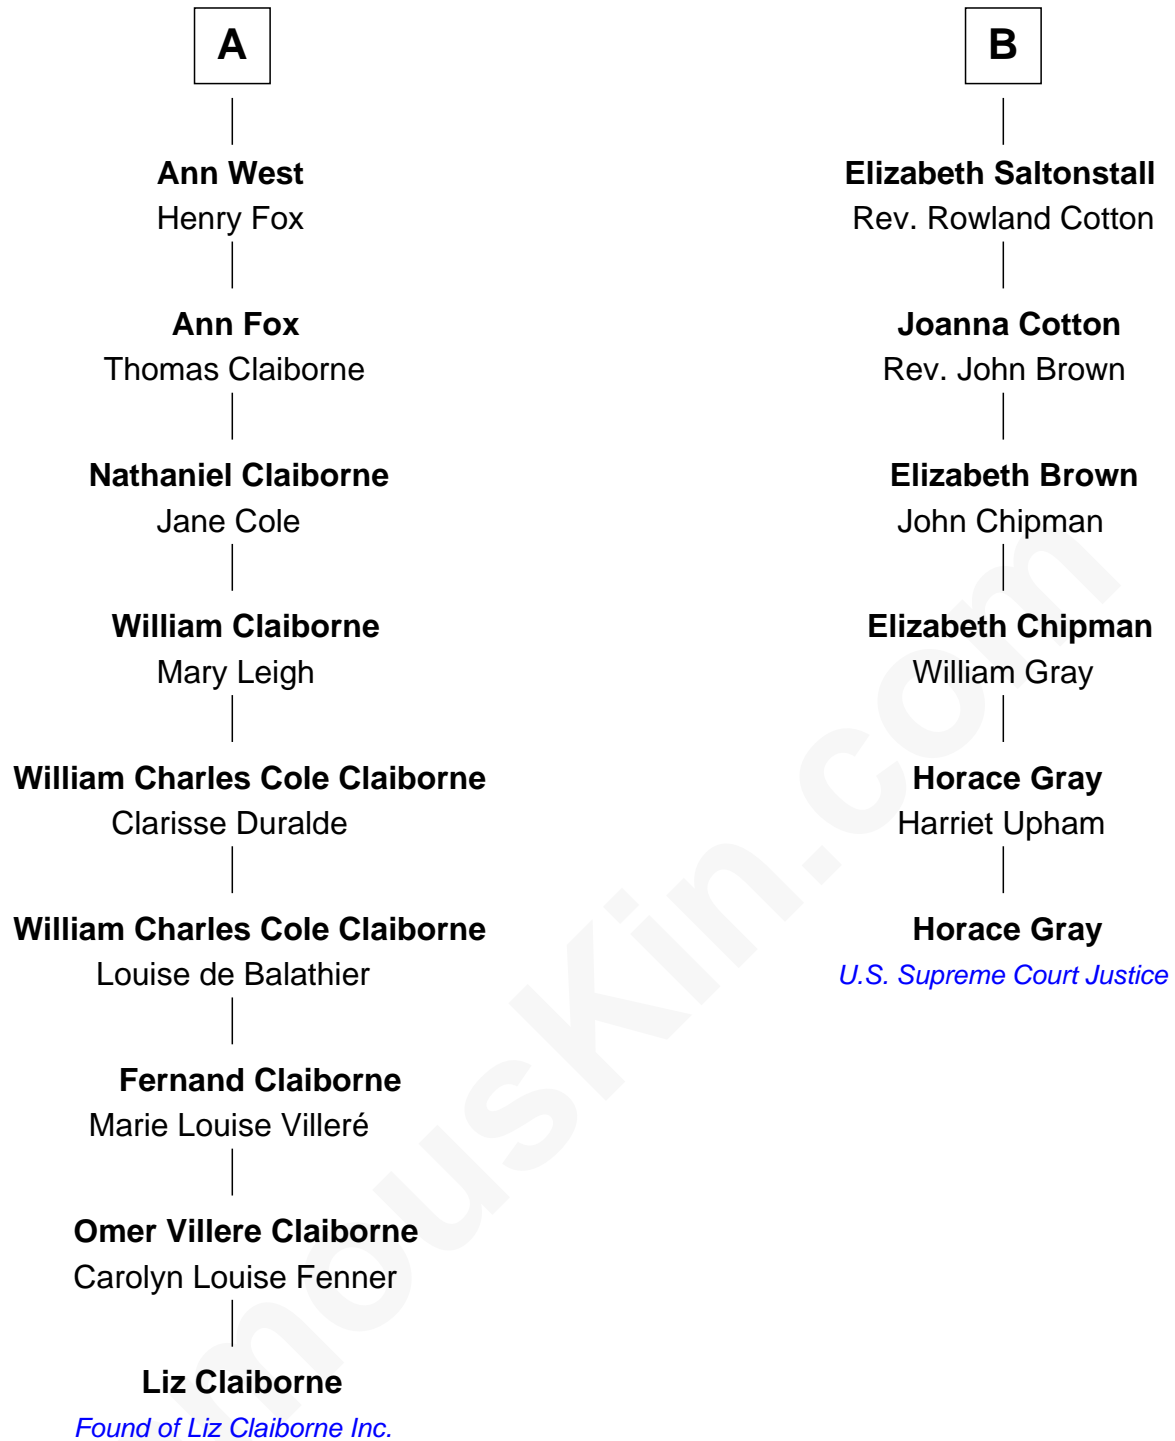 A
Ann West
Henry Fox
Ann Fox
Thomas Claiborne
Nathaniel Claiborne
Jane Cole
William Claiborne
Mary Leigh
William Charles Cole Claiborne
Clarisse Duralde
William Charles Cole Claiborne
Louise de Balathier
Fernand Claiborne
Marie Louise Villeré
Omer Villere Claiborne
Carolyn Louise Fenner
Liz Claiborne
Found of Liz Claiborne Inc.
B
Elizabeth Saltonstall
Rev. Rowland Cotton
Joanna Cotton
Rev. John Brown
Elizabeth Brown
John Chipman
Elizabeth Chipman
William Gray
Horace Gray
Harriet Upham
Horace Gray
U.S. Supreme Court Justice
mousKin.com